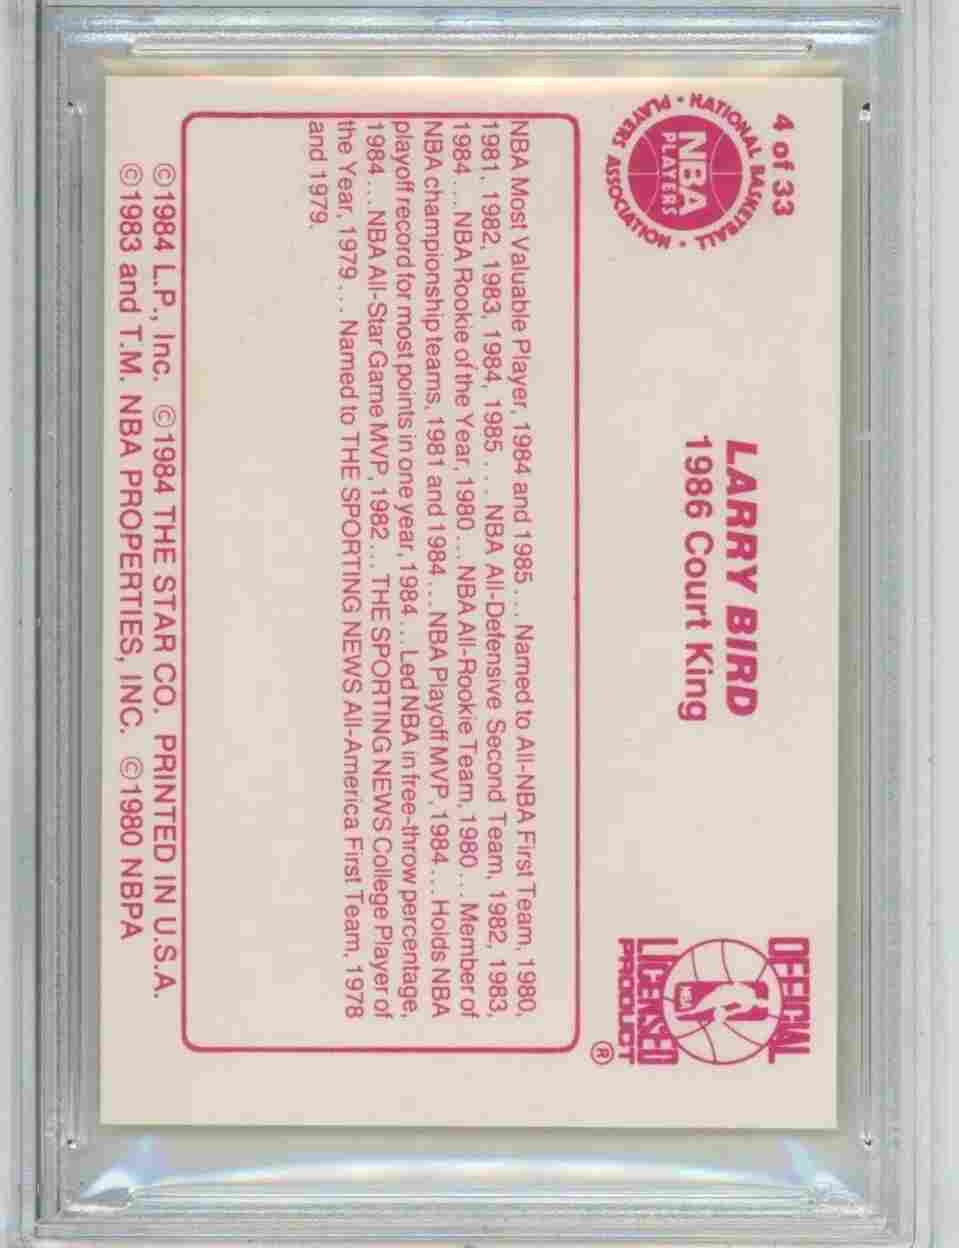 4 of 33
NATIONAL BASKETBALL PLAYERS ASSOCIATION
NBA
PLAYERS
LARRY BIRD
1986 Court King
OFFICIAL
NBA
LICENSED
PRODUCT
®
NBA Most Valuable Player, 1984 and 1985 . . . Named to All-NBA First Team, 1980,
1981, 1982, 1983, 1984, 1985 . . . NBA All-Defensive Second Team, 1982, 1983,
1984 . . . NBA Rookie of the Year, 1980 . . . NBA All-Rookie Team, 1980 . . . Member of
NBA championship teams, 1981 and 1984 . . . NBA Playoff MVP, 1984 . . . Holds NBA
playoff record for most points in one year, 1984 . . . Led NBA in free-throw percentage,
1984 . . . NBA All-Star Game MVP, 1982 . . . THE SPORTING NEWS College Player of
the Year, 1979 . . . Named to THE SPORTING NEWS All-America First Team, 1978
and 1979.
©1984 L.P., Inc. ©1984 THE STAR CO. PRINTED IN U.S.A.
©1983 and T.M. NBA PROPERTIES, INC. ©1980 NBPA